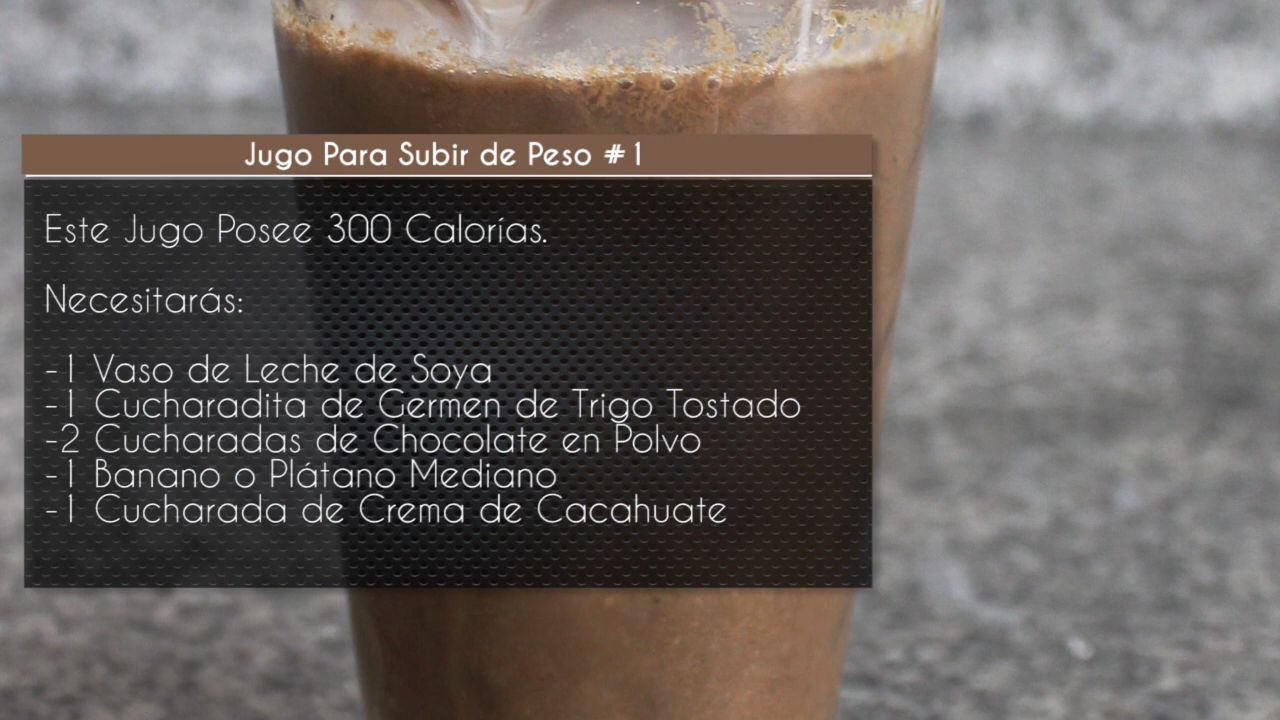 Jugo Para Subir de Peso #1
Este Jugo Posee 300 Calorías.
Necesitarás:
-1 Vaso de Leche de Soya
-1 Cucharadita de Germen de Trigo Tostado
-2 Cucharadas de Chocolate en Polvo
-1 Banano o Plátano Mediano
-1 Cucharada de Crema de Cacahuate